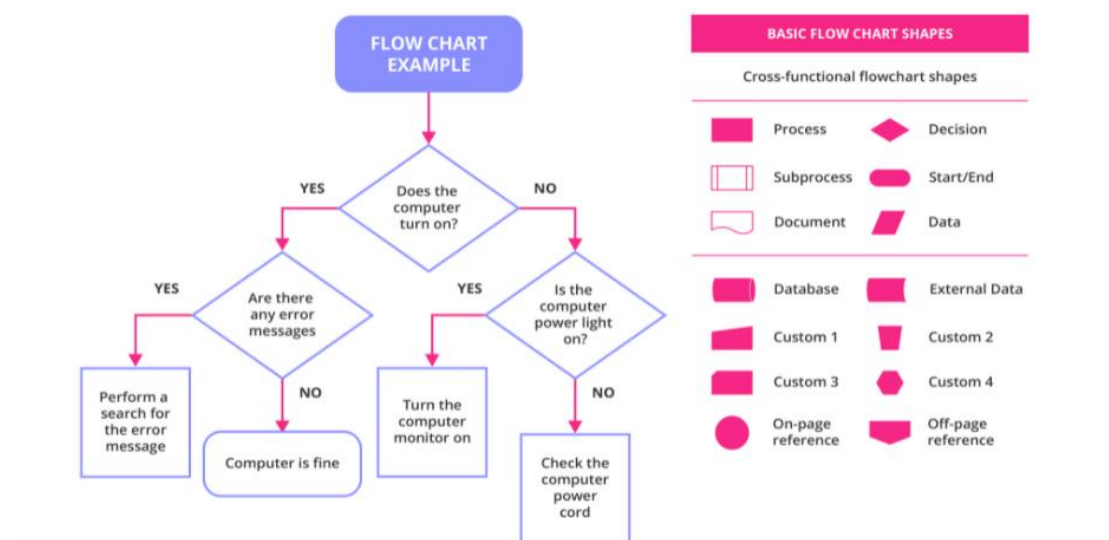 FLOW CHART
EXAMPLE
YES
Does the
computer
turn on?
NO
YES
Are there
any error
messages
YES
Is the
computer
power light
on?
Perform a
search for
the error
message
NO
Computer is fine
Turn the
computer
monitor on
NO
Check the
computer
power
cord
BASIC FLOW CHART SHAPES
Cross-functional flowchart shapes
Process
Decision
Subprocess
Start/End
Document
Data
Database
External Data
Custom 1
Custom 2
Custom 3
Custom 4
On-page
reference
Off-page
reference